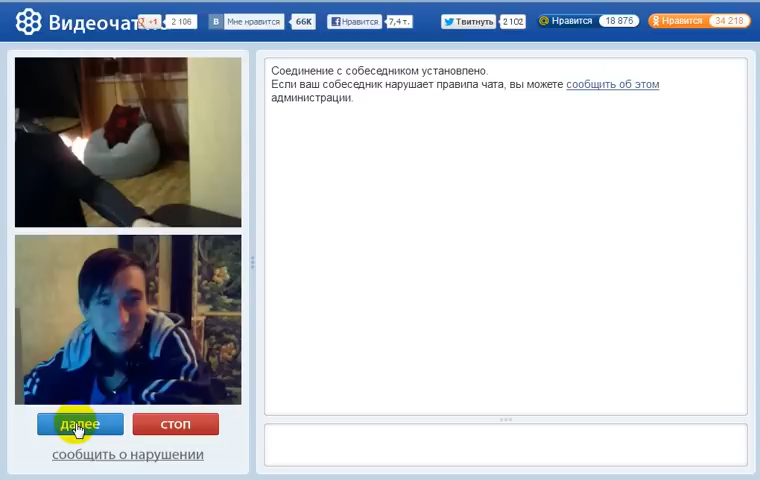 Видеочат
+1 2 106
В Мне нравится 66K
Нравится 7,4 т.
Твитнуть 2 102
Нравится 18 876
Нравится 34 218
Соединение с собеседником установлено.
Если ваш собеседник нарушает правила чата, вы можете сообщить об этом
администрации.
далее
стоп
сообщить о нарушении